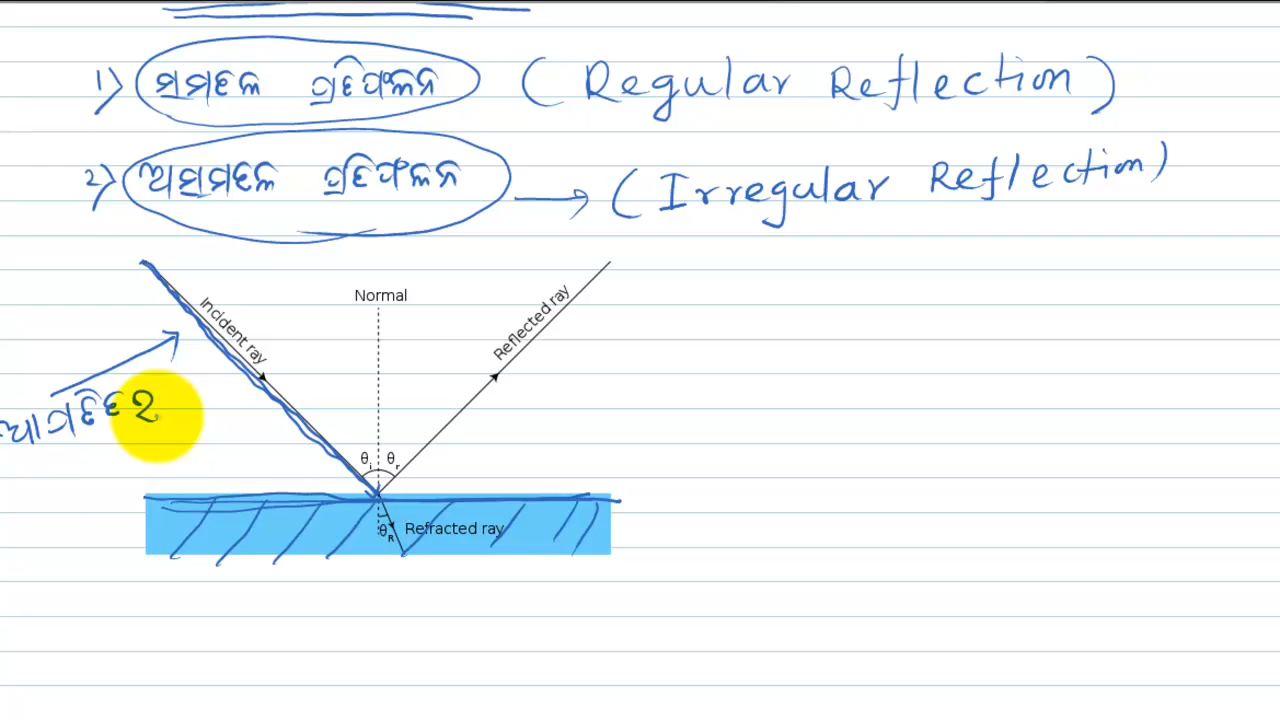 1) ସମତଳ ପ୍ରତିଫଳନ (Regular Reflection)
2) ଅସମତଳ ପ୍ରତିଫଳନ → (Irregular Reflection)
Normal
Incident ray
Reflected ray
θi θr
θR Refracted ray